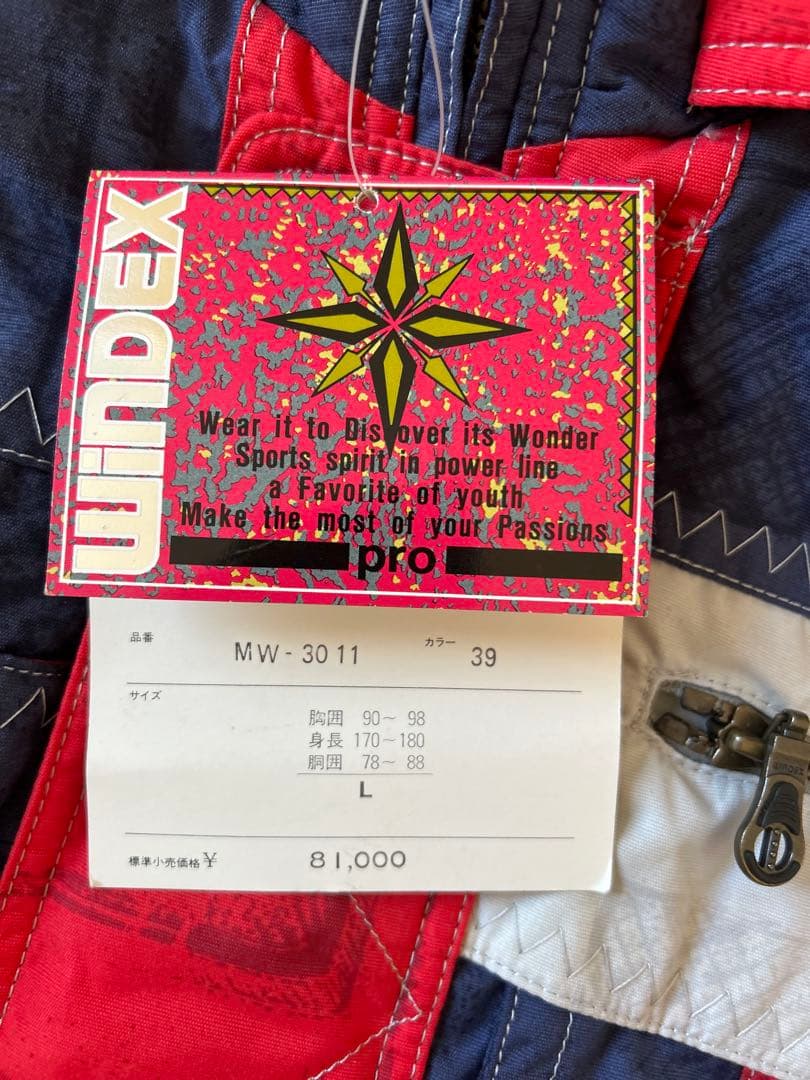 WINDEX
Wear it to Discover its Wonder
Sports spirit in power line
a Favorite of youth
Make the most of your Passions
pro
品番 MW-3011 カラー 39
サイズ
胸囲 90～98
身長 170～180
胴囲 78～88
L
標準小売価格 ¥ 81,000
WINDEX